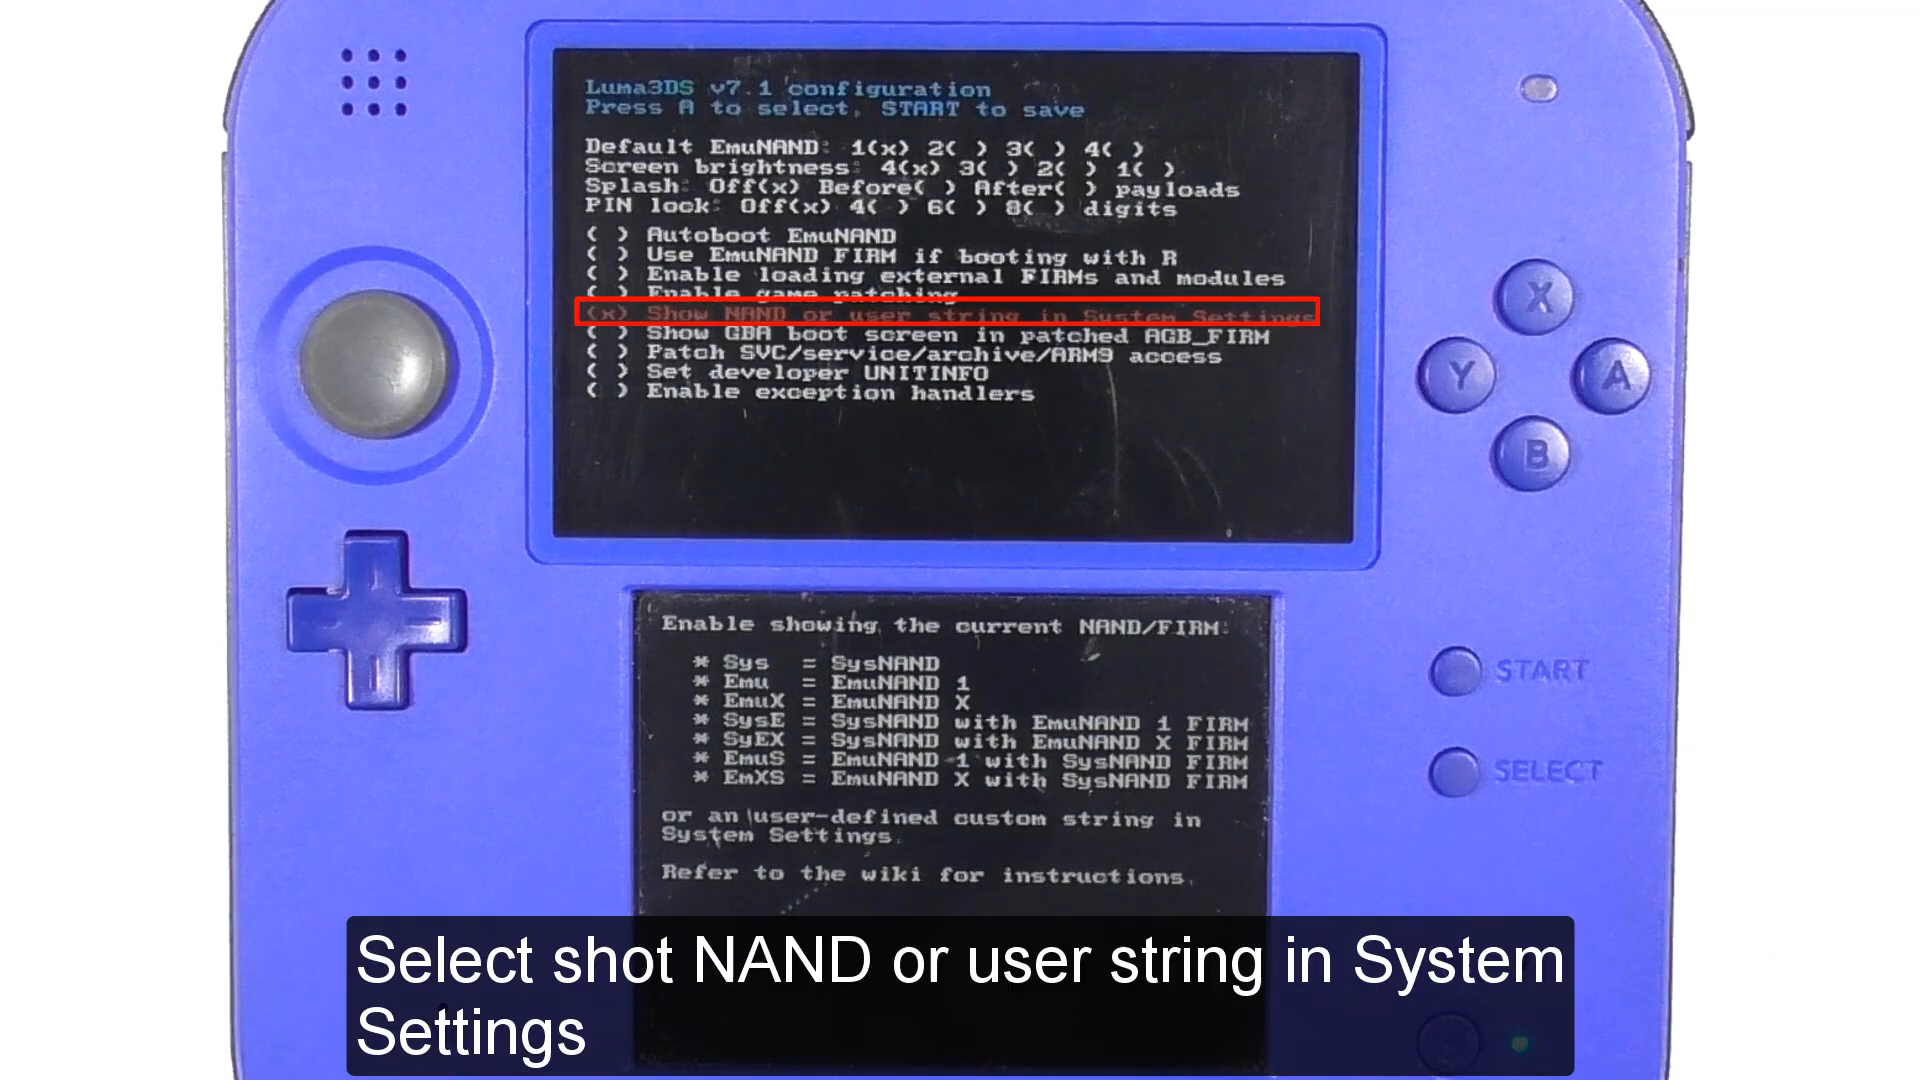 Luma3DS v7.1 configuration
Press A to select, START to save
Default EmuNAND: 1(x) 2( ) 3( ) 4( )
Screen brightness: 4(x) 3( ) 2( ) 1( )
Splash: Off(x) Before( ) After( ) payloads
PIN lock: Off(x) 4( ) 6( ) 8( ) digits
( ) Autoboot EmuNAND
( ) Use EmuNAND FIRM if booting with R
( ) Enable loading external FIRMs and modules
( ) Enable game patching
(x) Show NAND or user string in System Settings
( ) Show GBA boot screen in patched AGB_FIRM
( ) Patch SVC/service/archive/ARM9 access
( ) Set developer UNITINFO
( ) Enable exception handlers
X
Y
A
B
Enable showing the current NAND/FIRM:
* Sys = SysNAND
* Emu = EmuNAND 1
* EmuX = EmuNAND X
* SysE = SysNAND with EmuNAND 1 FIRM
* SyEX = SysNAND with EmuNAND X FIRM
* EmuS = EmuNAND 1 with SysNAND FIRM
* EmXS = EmuNAND X with SysNAND FIRM
or an user-defined custom string in
System Settings.
Refer to the wiki for instructions.
START
SELECT
Select shot NAND or user string in System
Settings